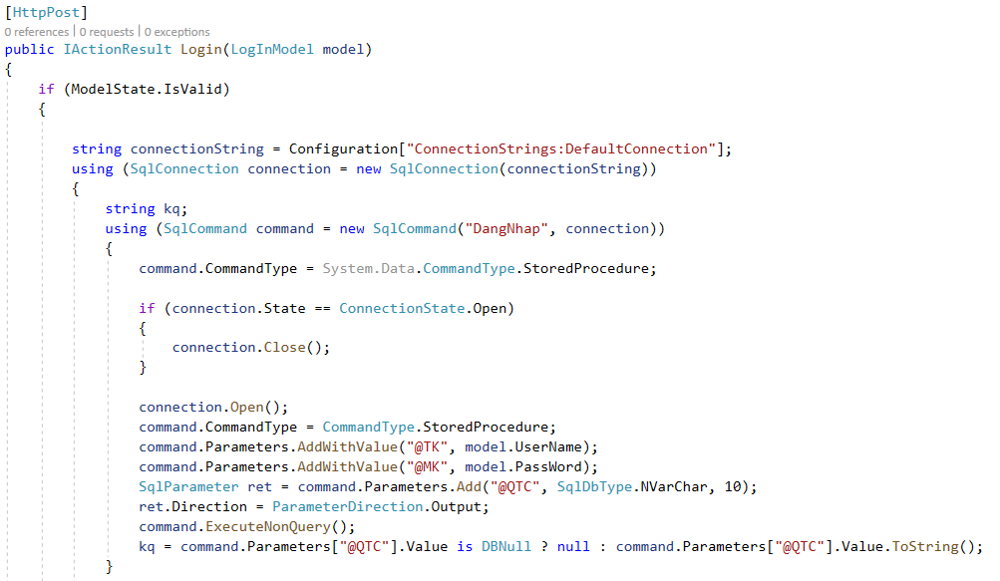 [HttpPost]
0 references | 0 requests | 0 exceptions
public IActionResult Login(LogInModel model)
{
    if (ModelState.IsValid)
    {

        string connectionString = Configuration["ConnectionStrings:DefaultConnection"];
        using (SqlConnection connection = new SqlConnection(connectionString))
        {
            string kq;
            using (SqlCommand command = new SqlCommand("DangNhap", connection))
            {
                command.CommandType = System.Data.CommandType.StoredProcedure;

                if (connection.State == ConnectionState.Open)
                {
                    connection.Close();
                }

                connection.Open();
                command.CommandType = CommandType.StoredProcedure;
                command.Parameters.AddWithValue("@TK", model.UserName);
                command.Parameters.AddWithValue("@MK", model.PassWord);
                SqlParameter ret = command.Parameters.Add("@QTC", SqlDbType.NVarChar, 10);
                ret.Direction = ParameterDirection.Output;
                command.ExecuteNonQuery();
                kq = command.Parameters["@QTC"].Value is DBNull ? null : command.Parameters["@QTC"].Value.ToString();
            }